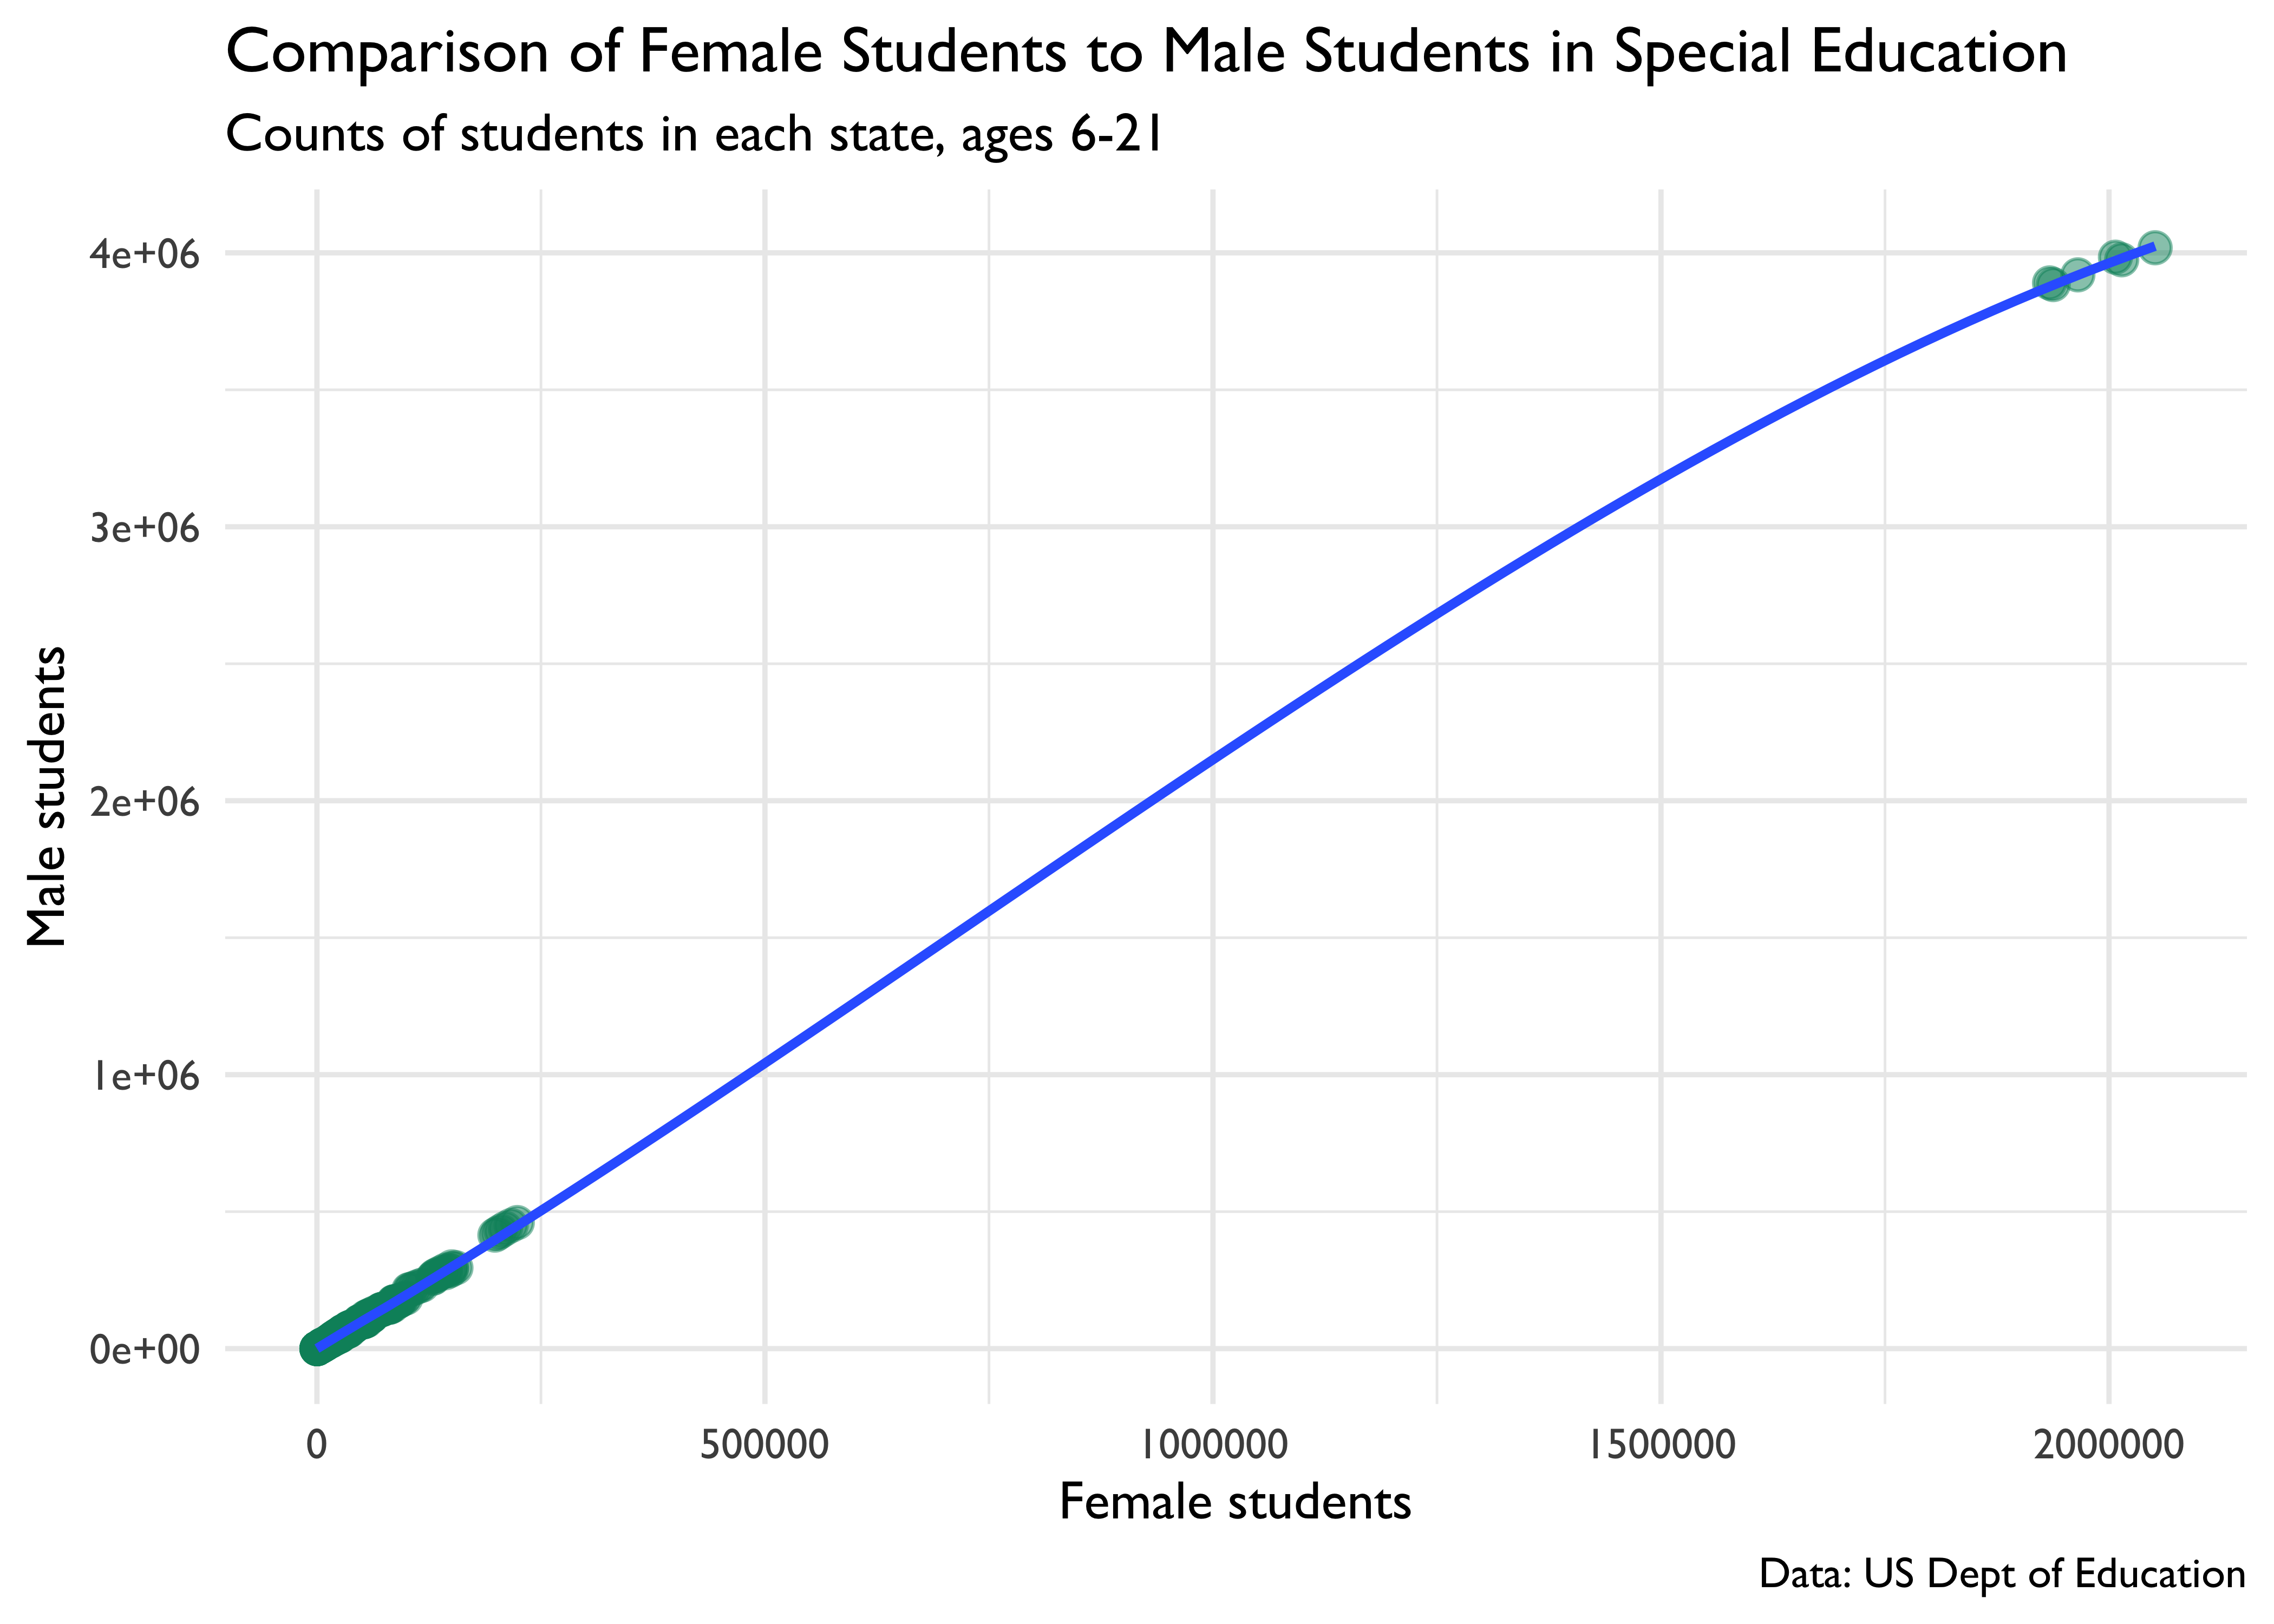 Comparison of Female Students to Male Students in Special Education
Counts of students in each state, ages 6-21
Male students
4e+06
3e+06
2e+06
1e+06
0e+00
0
500000
1000000
1500000
2000000
Female students
Data: US Dept of Education